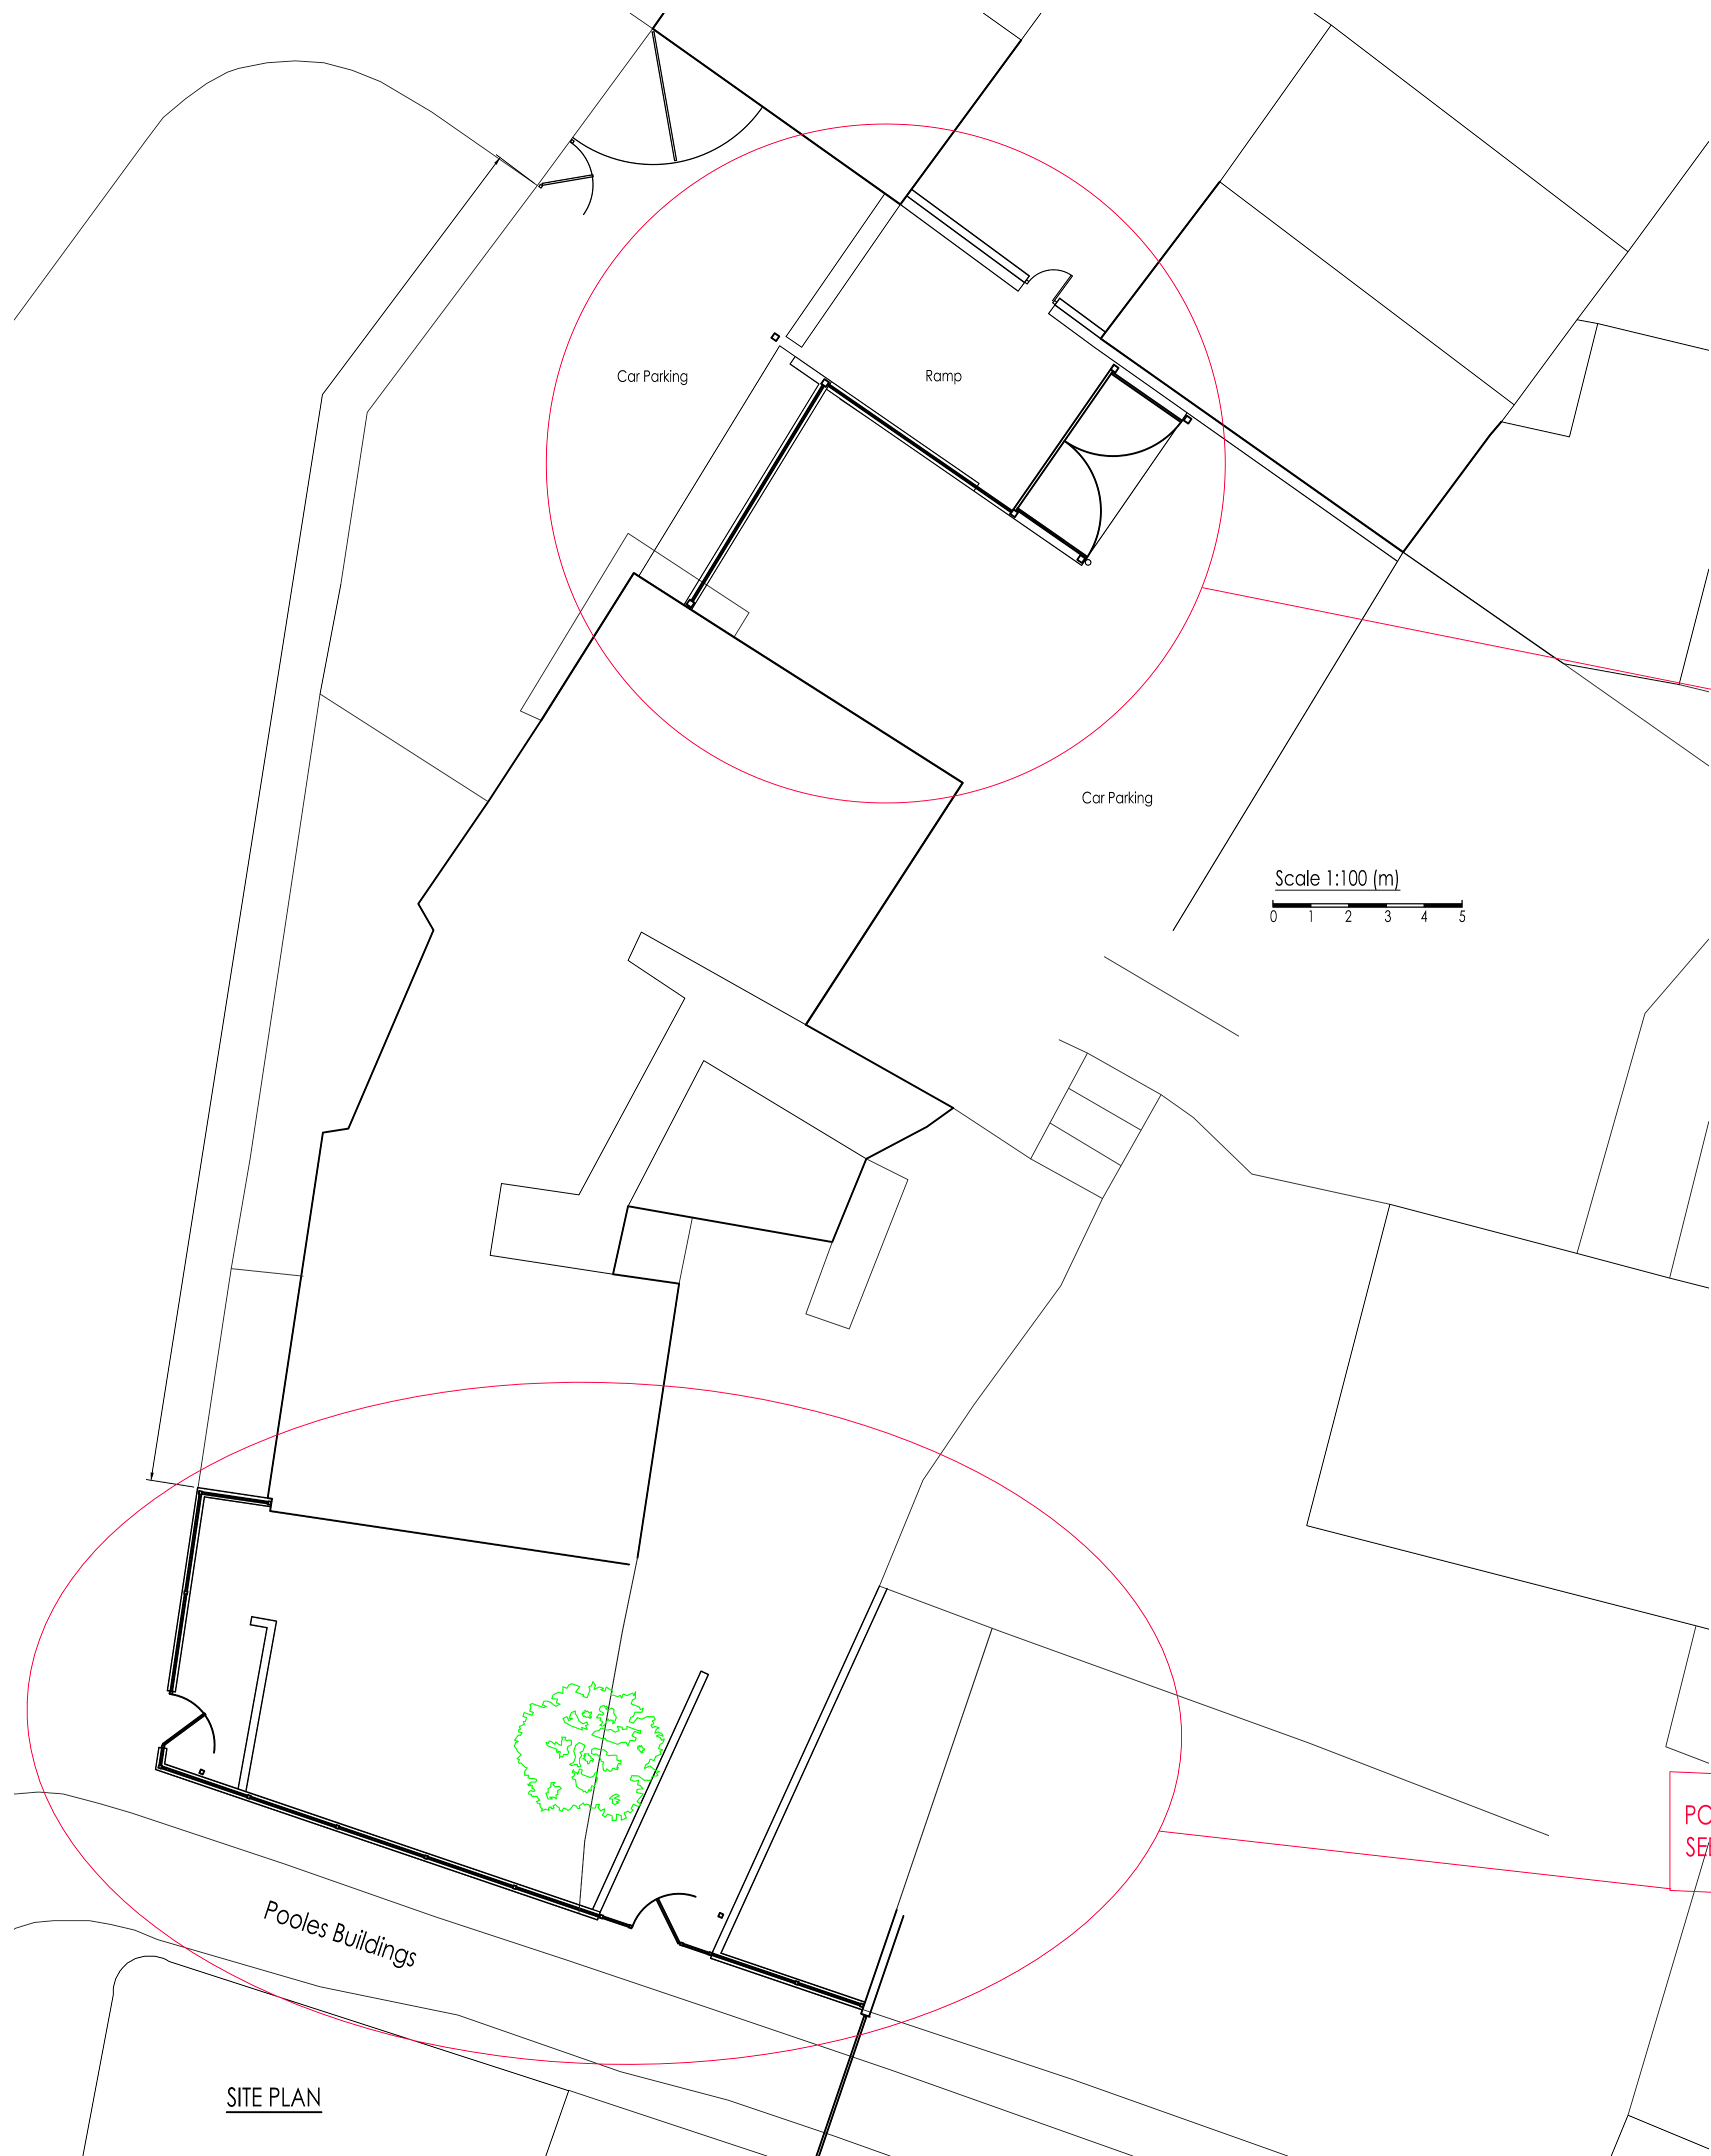 Car Parking
Ramp
Car Parking
Scale 1:100 (m)
0 1 2 3 4 5
Pooles Buildings
SITE PLAN